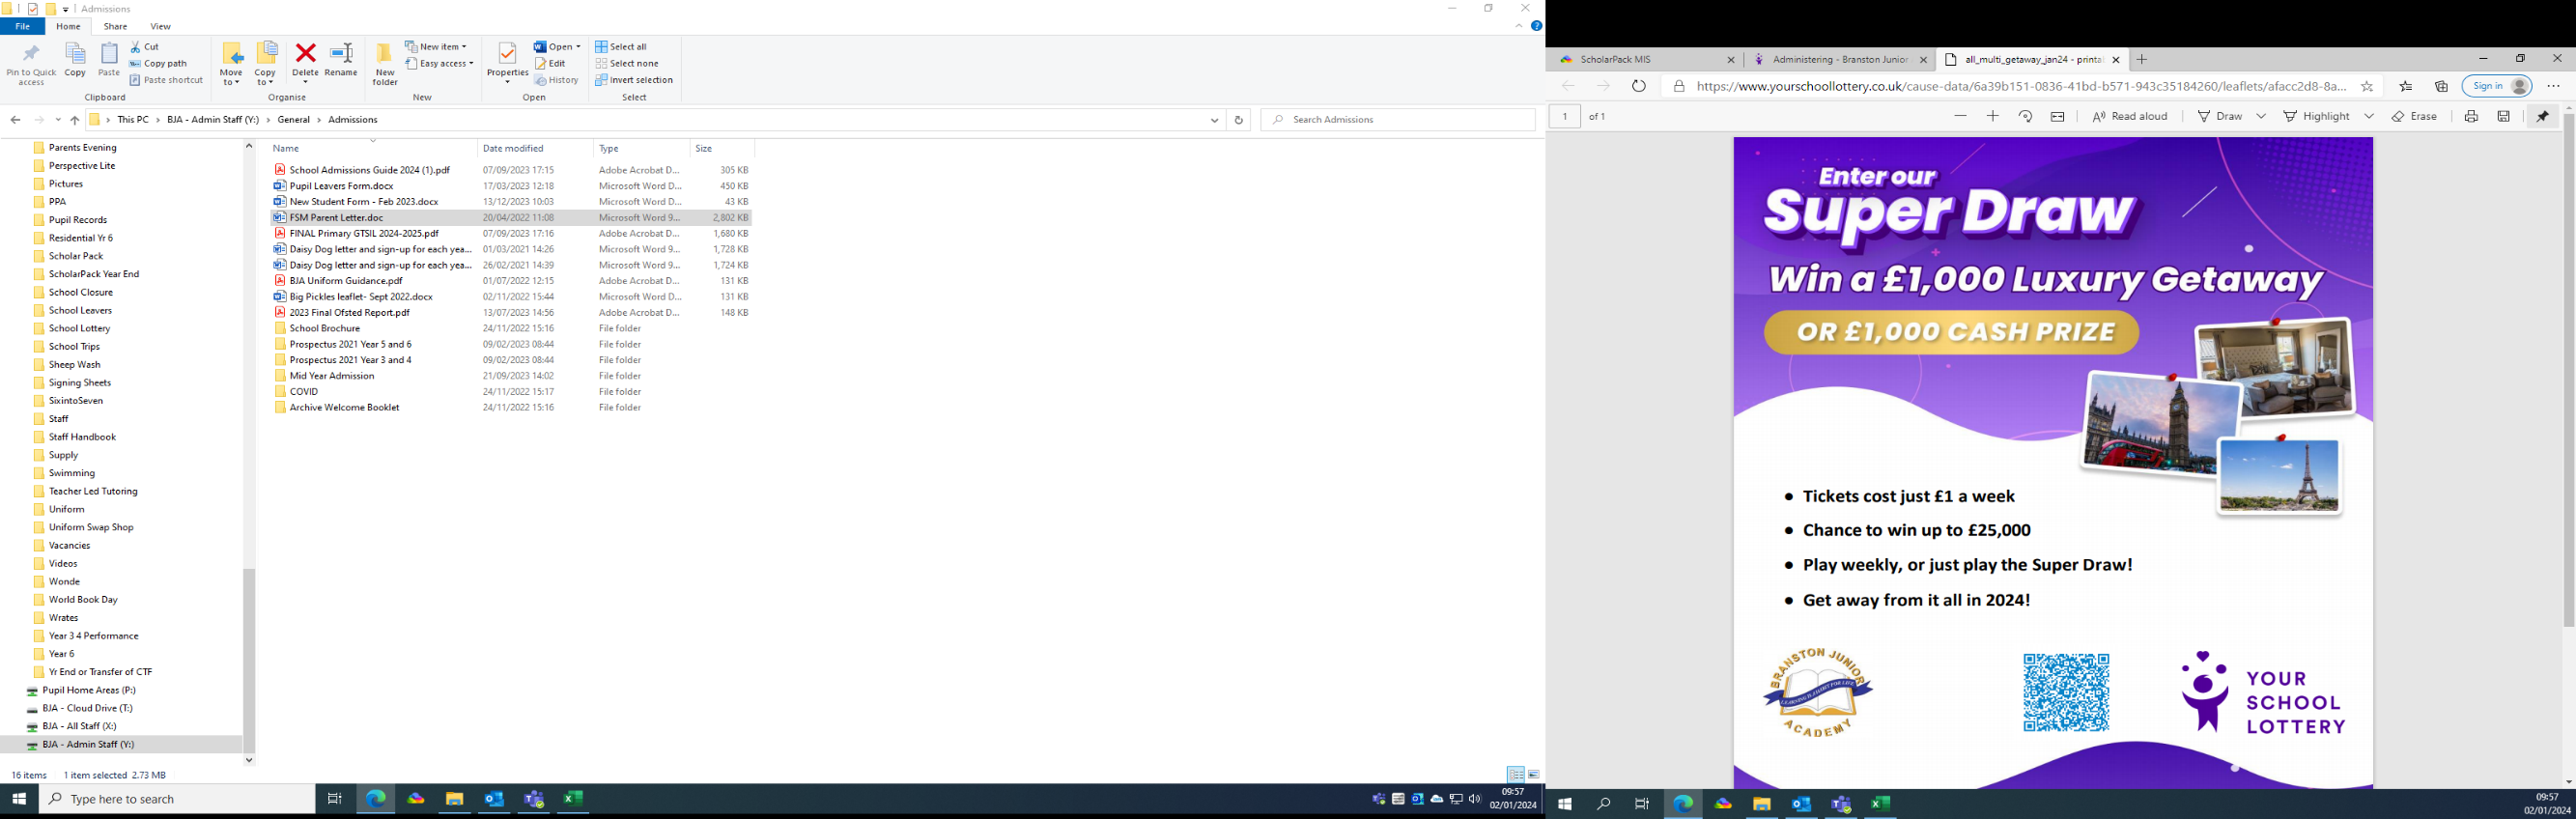 Admissions
File Home Share View
Pin to Quick access
Copy
Paste
Cut
Copy path
Paste shortcut
Clipboard
Move to
Copy to
Delete
Rename
Organise
New folder
New item
Easy access
New
Properties
Open
Edit
History
Open
Select all
Select none
Invert selection
Select
This PC > BJA - Admin Staff (Y:) > General > Admissions
Search Admissions
Parents Evening
Perspective Lite
Pictures
PPA
Pupil Records
Residential Yr 6
Scholar Pack
ScholarPack Year End
School Closure
School Leavers
School Lottery
School Trips
Sheep Wash
Signing Sheets
SixintoSeven
Staff
Staff Handbook
Supply
Swimming
Teacher Led Tutoring
Uniform
Uniform Swap Shop
Vacancies
Videos
Wonde
World Book Day
Wrates
Year 3 4 Performance
Year 6
Yr End or Transfer of CTF
Pupil Home Areas (P:)
BJA - Cloud Drive (T:)
BJA - All Staff (X:)
BJA - Admin Staff (Y:)
Name Date modified Type Size
School Admissions Guide 2024 (1).pdf 07/09/2023 17:15 Adobe Acrobat D... 305 KB
Pupil Leavers Form.docx 17/03/2023 12:18 Microsoft Word D... 450 KB
New Student Form - Feb 2023.docx 13/12/2023 10:03 Microsoft Word D... 43 KB
FSM Parent Letter.doc 20/04/2022 11:08 Microsoft Word 9... 2,802 KB
FINAL Primary GTSIL 2024-2025.pdf 07/09/2023 17:16 Adobe Acrobat D... 1,680 KB
Daisy Dog letter and sign-up for each yea... 01/03/2021 14:26 Microsoft Word 9... 1,728 KB
Daisy Dog letter and sign-up for each yea... 26/02/2021 14:39 Microsoft Word 9... 1,724 KB
BJA Uniform Guidance.pdf 01/07/2022 12:15 Adobe Acrobat D... 131 KB
Big Pickles leaflet- Sept 2022.docx 02/11/2022 15:44 Microsoft Word D... 131 KB
2023 Final Ofsted Report.pdf 13/07/2023 14:56 Adobe Acrobat D... 148 KB
School Brochure 24/11/2022 15:16 File folder
Prospectus 2021 Year 5 and 6 09/02/2023 08:44 File folder
Prospectus 2021 Year 3 and 4 09/02/2023 08:44 File folder
Mid Year Admission 21/09/2023 14:02 File folder
COVID 24/11/2022 15:17 File folder
Archive Welcome Booklet 24/11/2022 15:16 File folder
16 items 1 item selected 2.73 MB
Type here to search
09:57
02/01/2024
ScholarPack MIS
Administering - Branston Junior
all_multi_getaway_jan24 - printa
https://www.yourschoollottery.co.uk/cause-data/6a39b151-0836-41bd-b571-943c35184260/leaflets/afacc2d8-8a...
Sign in
1 of 1
Read aloud
Draw
Highlight
Erase
Enter our
Super Draw
Win a £1,000 Luxury Getaway
OR £1,000 CASH PRIZE
• Tickets cost just £1 a week
• Chance to win up to £25,000
• Play weekly, or just play the Super Draw!
• Get away from it all in 2024!
BRANSTON JUNIOR
LEARNING IS A HABIT FOR LIFE
ACADEMY
YOUR
SCHOOL
LOTTERY
09:57
02/01/2024